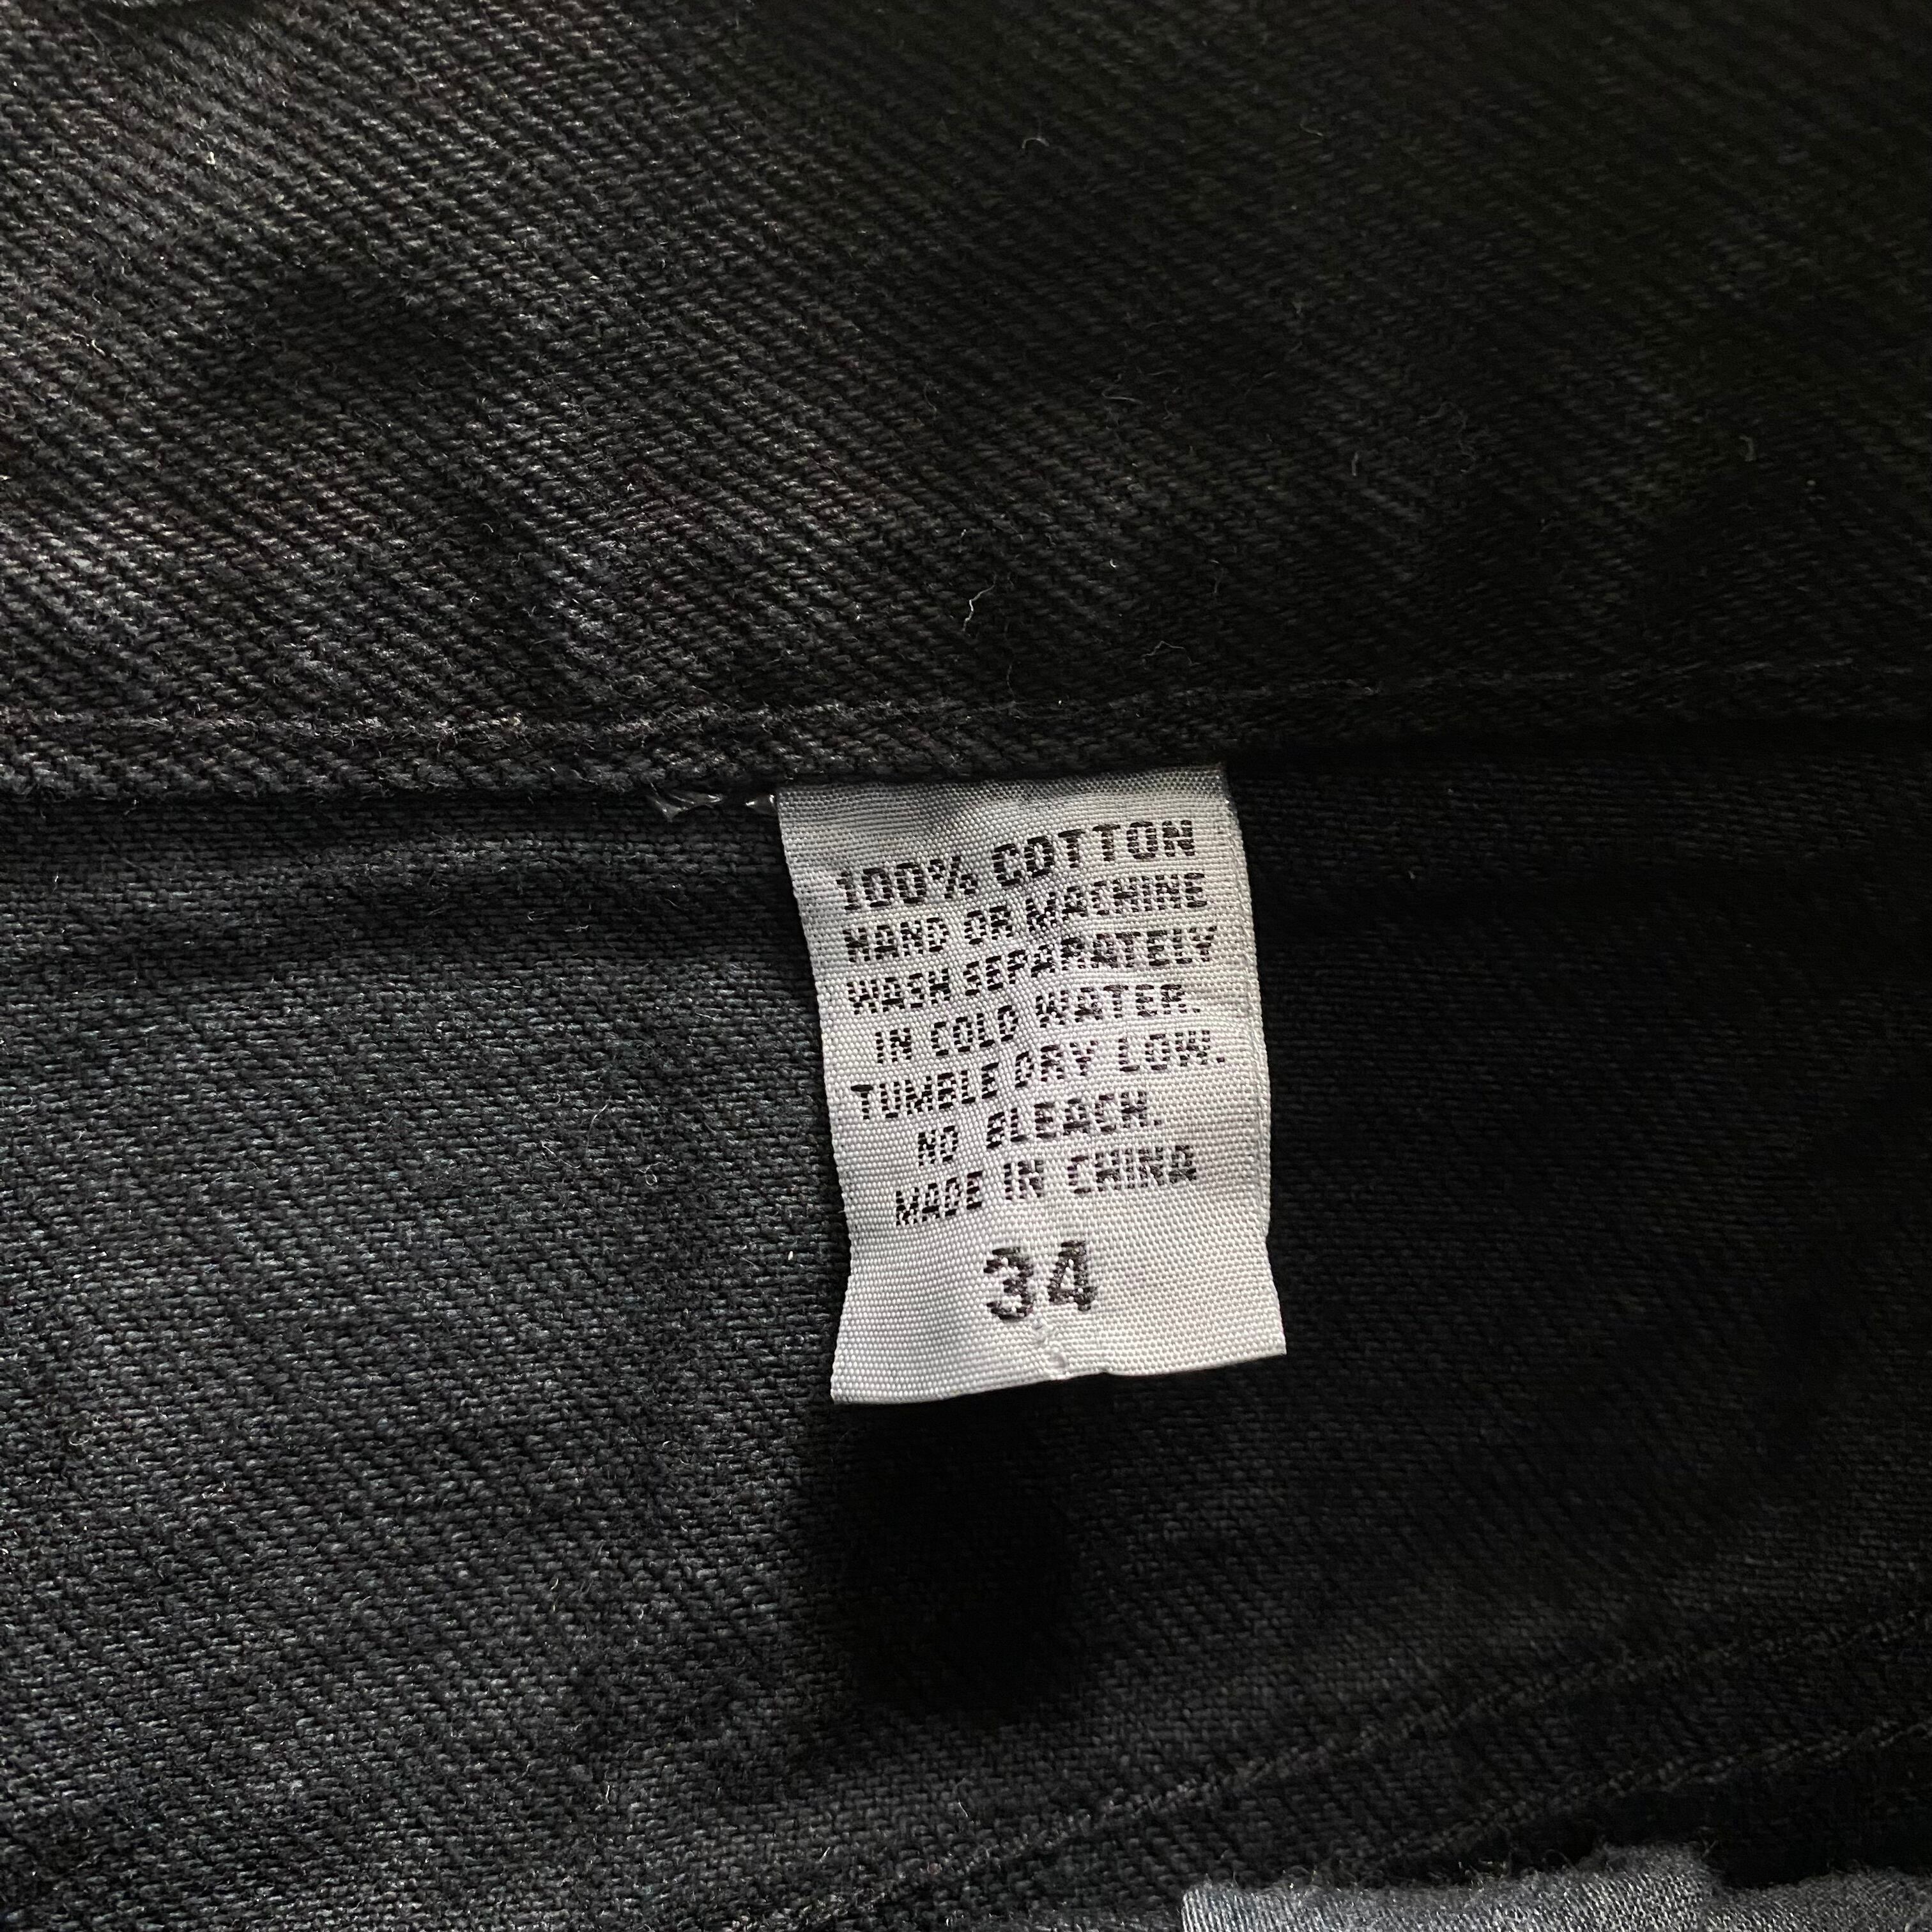 100% COTTON
HAND OR MACHINE
WASH SEPARATELY
IN COLD WATER.
TUMBLE DRY LOW.
NO BLEACH.
MADE IN CHINA
34